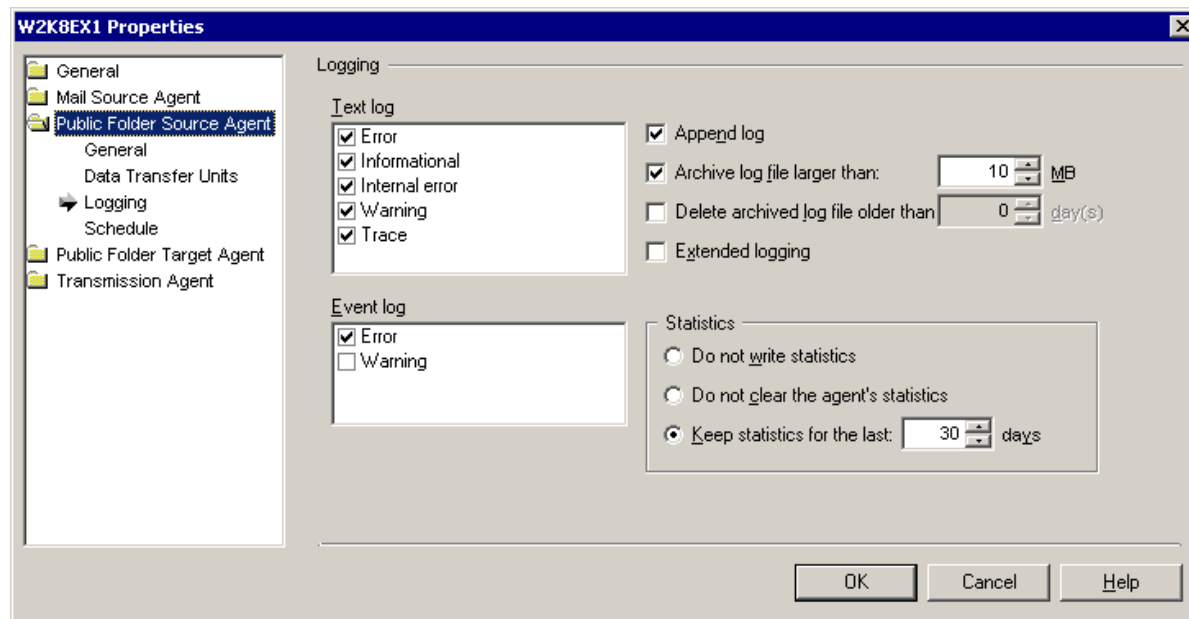 W2K8EX1 Properties
General
Mail Source Agent
Public Folder Source Agent
General
Data Transfer Units
Logging
Schedule
Public Folder Target Agent
Transmission Agent
Logging
Text log
Error
Informational
Internal error
Warning
Trace
Append log
Archive log file larger than: 10 MB
Delete archived log file older than 0 day(s)
Extended logging
Event log
Error
Warning
Statistics
Do not write statistics
Do not clear the agent's statistics
Keep statistics for the last: 30 days
OK Cancel Help